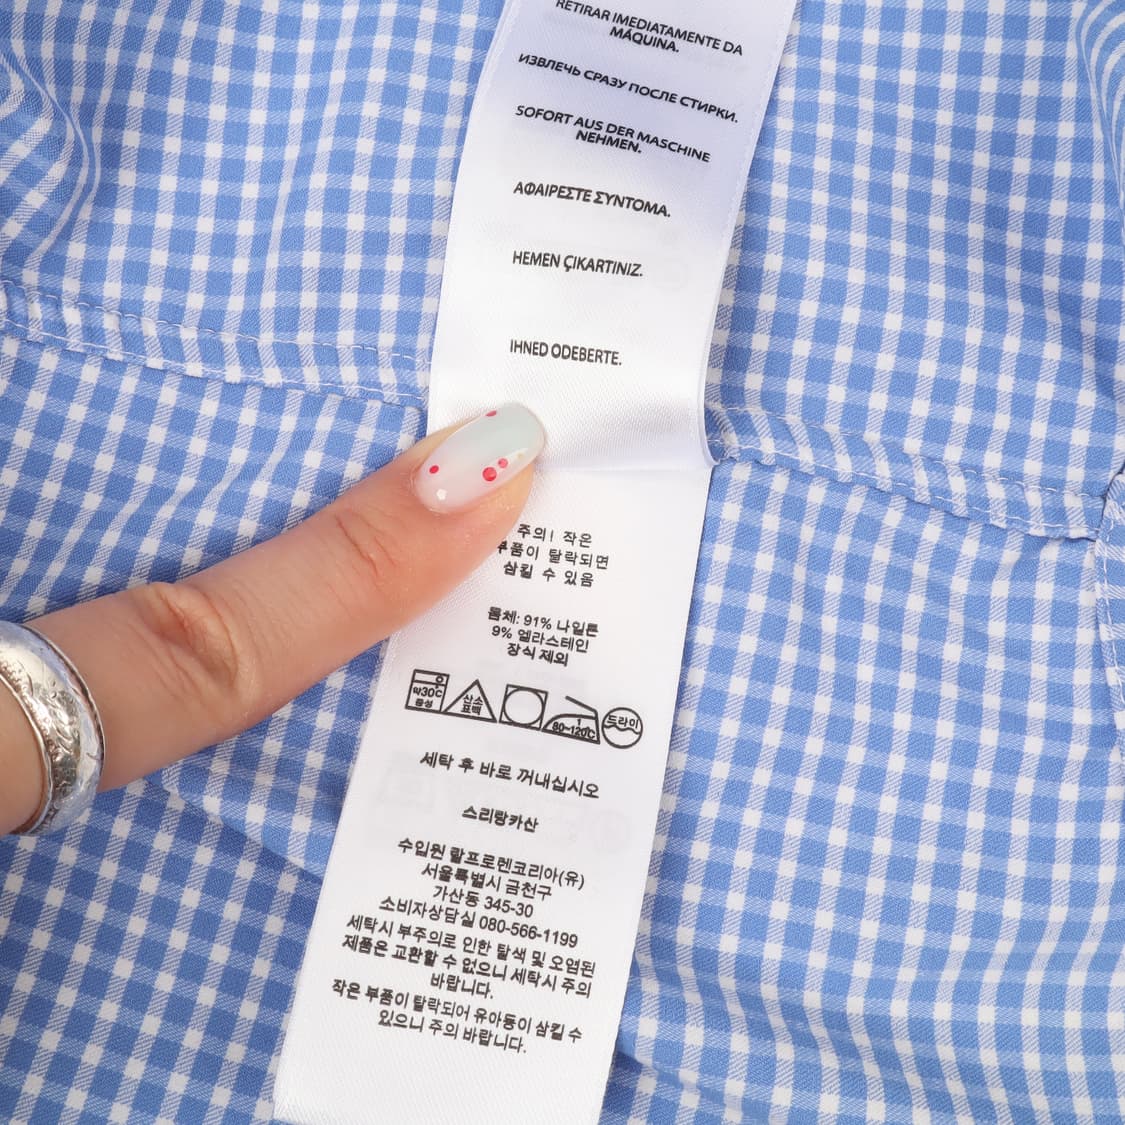 RETIRAR IMEDIATAMENTE DA
MÁQUINA.
ИЗВЛЕЧЬ СРАЗУ ПОСЛЕ СТИРКИ.
SOFORT AUS DER MASCHINE
NEHMEN.
ΑΦΑΙΡΕΣΤΕ ΣΥΝΤΟΜΑ.
HEMEN ÇIKARTINIZ.
IHNED ODEBERTE.
주의! 작은
부품이 탈락되면
삼킬 수 있음
몸체: 91% 나일론
9% 엘라스테인
장식 제외
약30℃
중성
산소
표백
1
80~120℃
드라이
세탁 후 바로 꺼내십시오
스리랑카산
수입원 랄프로렌코리아(유)
서울특별시 금천구
가산동 345-30
소비자상담실 080-566-1199
세탁시 부주의로 인한 탈색 및 오염된
제품은 교환할 수 없으니 세탁시 주의
바랍니다.
작은 부품이 탈락되어 유아동이 삼킬 수
있으니 주의 바랍니다.